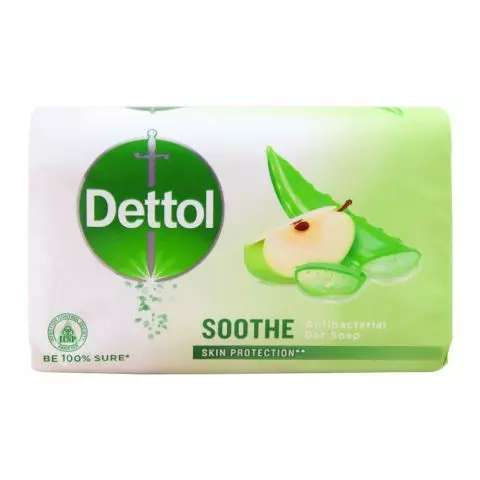 Dettol
SOOTHE
Antibacterial
Bar Soap
SKIN PROTECTION**
BE 100% SURE*